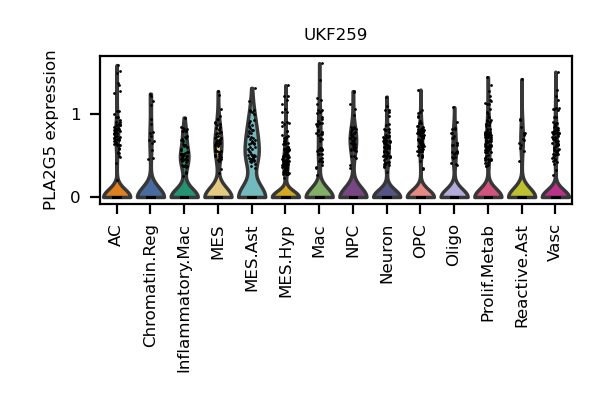 UKF259
PLA2G5 expression
1
0
AC
Chromatin.Reg
Inflammatory.Mac
MES
MES.Ast
MES.Hyp
Mac
NPC
Neuron
OPC
Oligo
Prolif.Metab
Reactive.Ast
Vasc